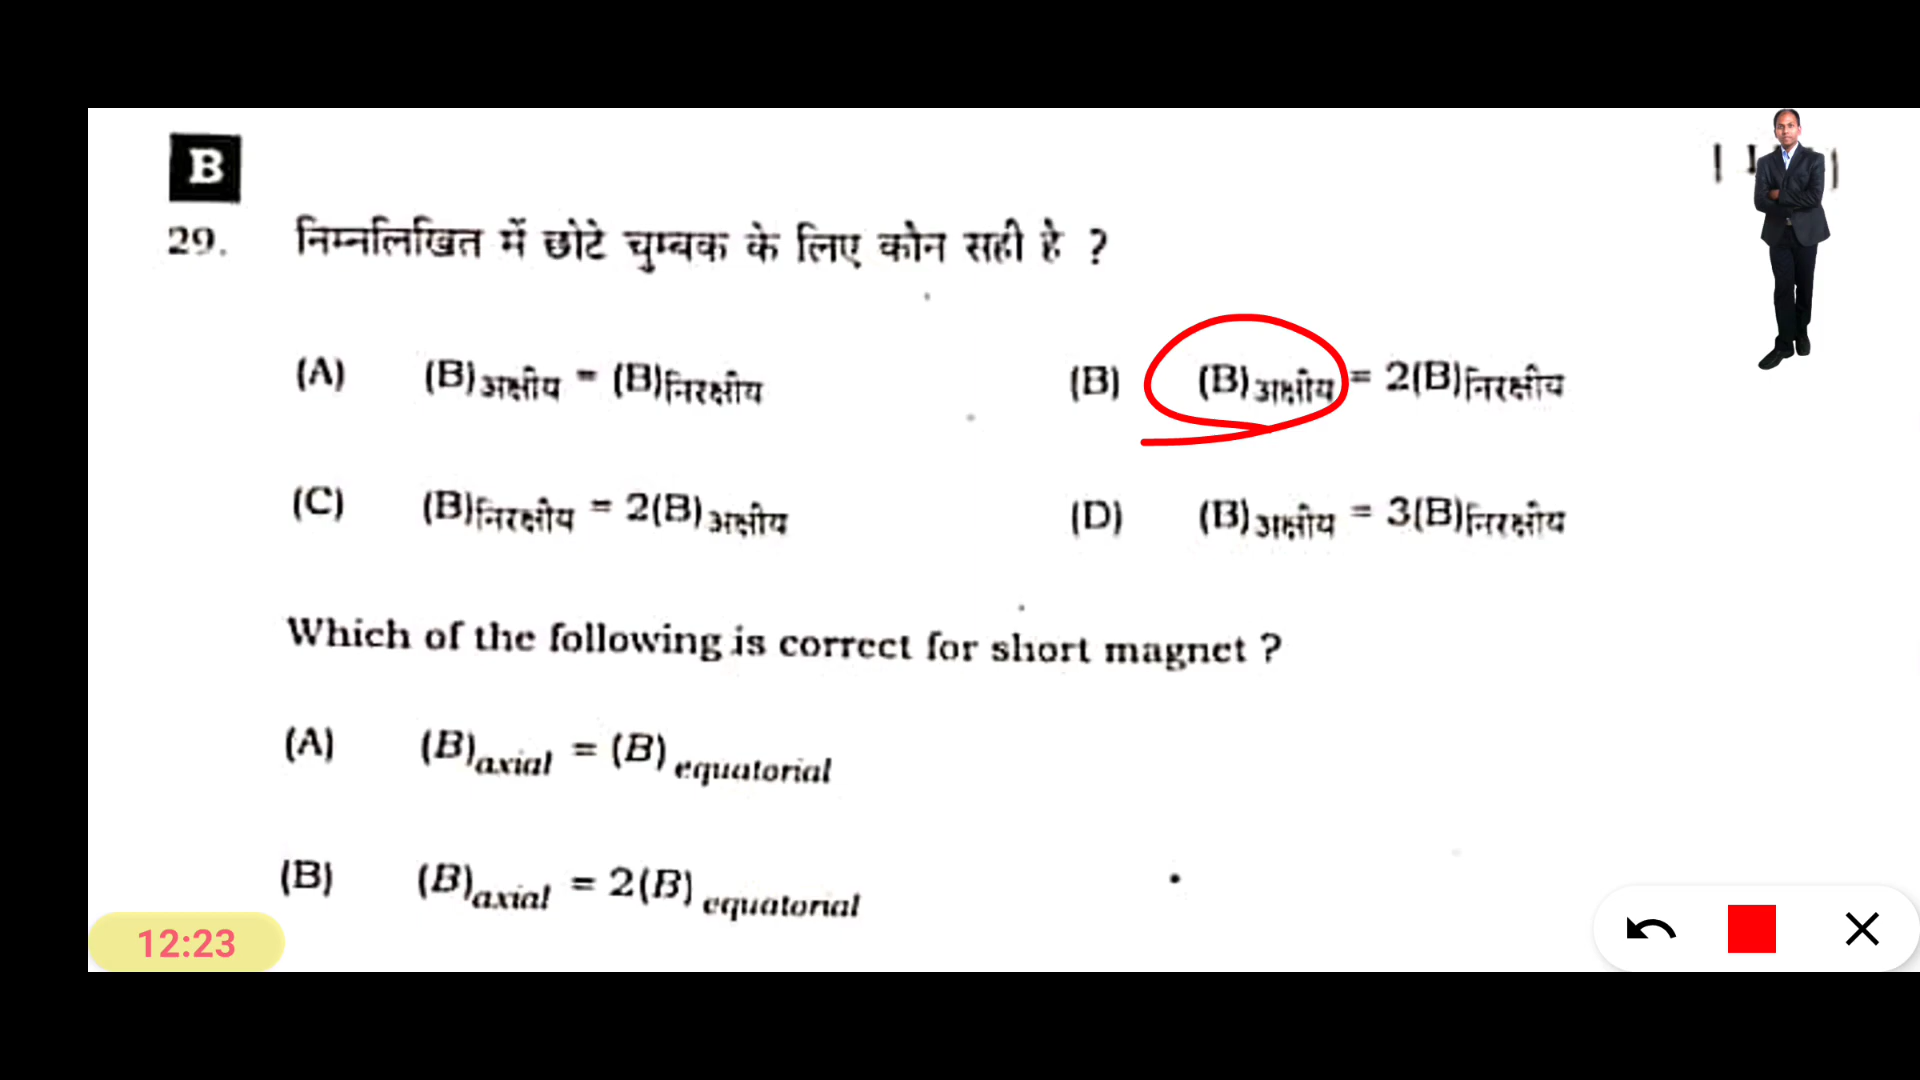 B
29. निम्नलिखित में छोटे चुम्बक के लिए कौन सही है ?
(A) (B)अक्षीय = (B)निरक्षीय (B) (B)अक्षीय = 2(B)निरक्षीय
(C) (B)निरक्षीय = 2(B)अक्षीय (D) (B)अक्षीय = 3(B)निरक्षीय
Which of the following is correct for short magnet ?
(A) (B)axial = (B) equatorial
(B) (B)axial = 2(B) equatorial
12:23